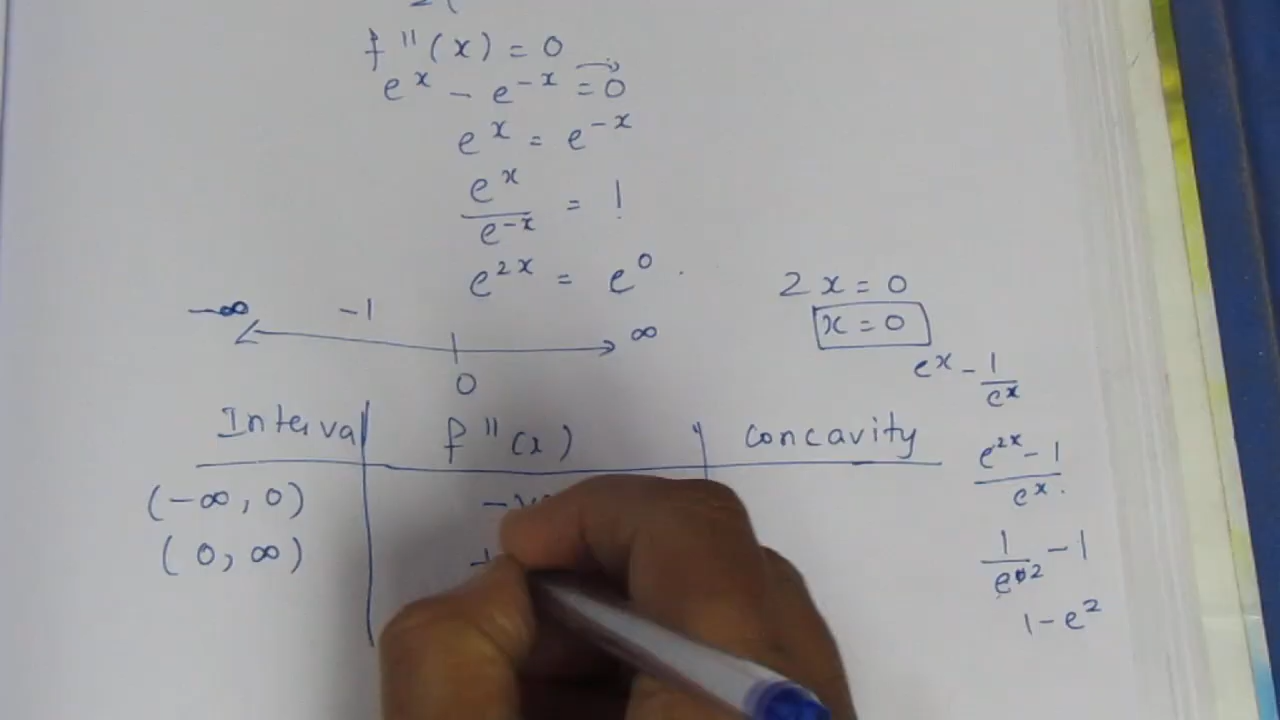 f''(x) = 0
e^x - e^-x = 0
e^x = e^-x
e^x / e^-x = 1
e^2x = e^0
2x = 0
x = 0
-∞ -1 0 ∞
e^x - 1/e^x
Interval f''(x) Concavity
e^2x - 1 / e^x
(-∞, 0)
(0, ∞)
1/e^2 - 1
1 - e^2